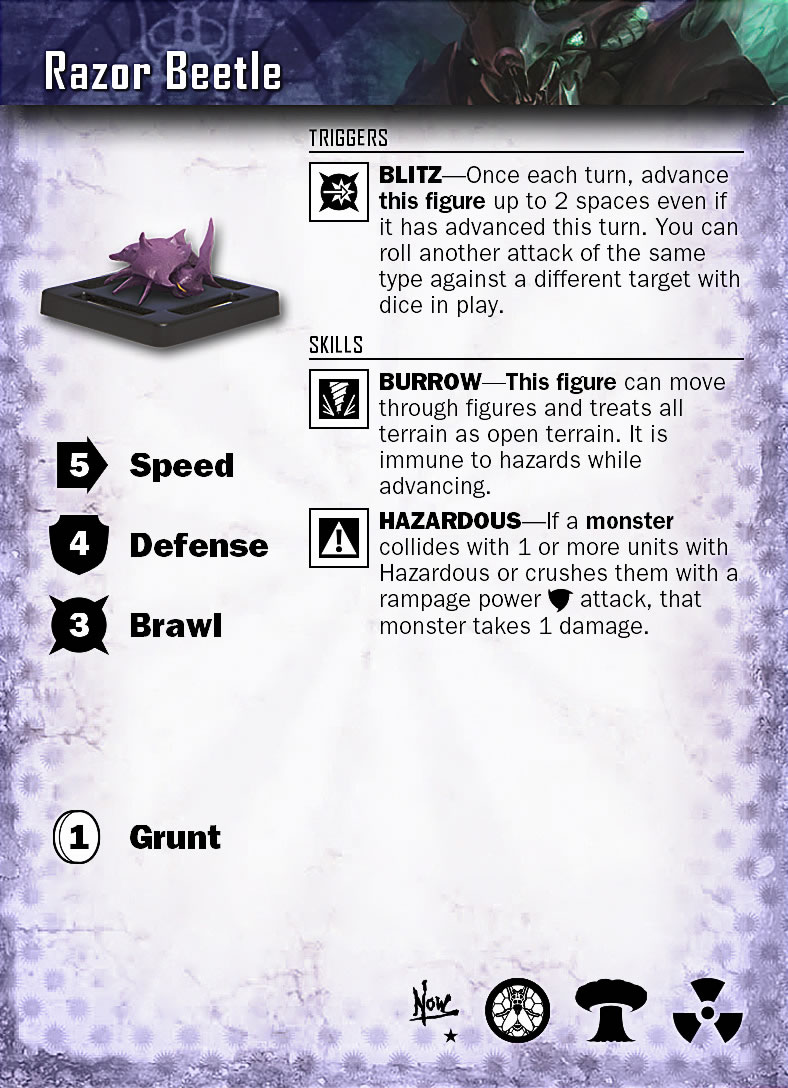 Razor Beetle
TRIGGERS
BLITZ—Once each turn, advance
this figure up to 2 spaces even if
it has advanced this turn. You can
roll another attack of the same
type against a different target with
dice in play.
SKILLS
BURROW—This figure can move
through figures and treats all
terrain as open terrain. It is
immune to hazards while
advancing.
HAZARDOUS—If a monster
collides with 1 or more units with
Hazardous or crushes them with a
rampage power attack, that
monster takes 1 damage.
5 Speed
4 Defense
3 Brawl
1 Grunt
Now